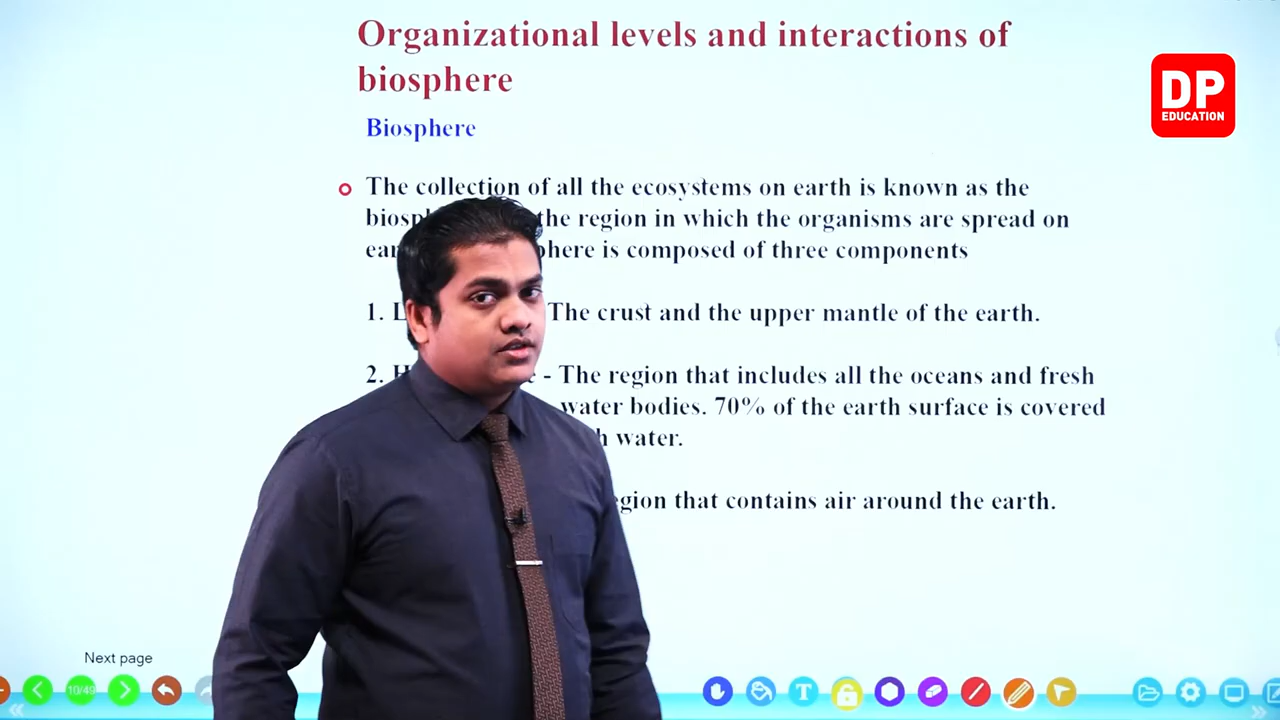 Organizational levels and interactions of
biosphere
DP
EDUCATION
Biosphere
The collection of all the ecosystems on earth is known as the
the region in which the organisms are spread on
is composed of three components
1. The crust and the upper mantle of the earth.
2. - The region that includes all the oceans and fresh
water bodies. 70% of the earth surface is covered
water.
that contains air around the earth.
Next page
10/49
T